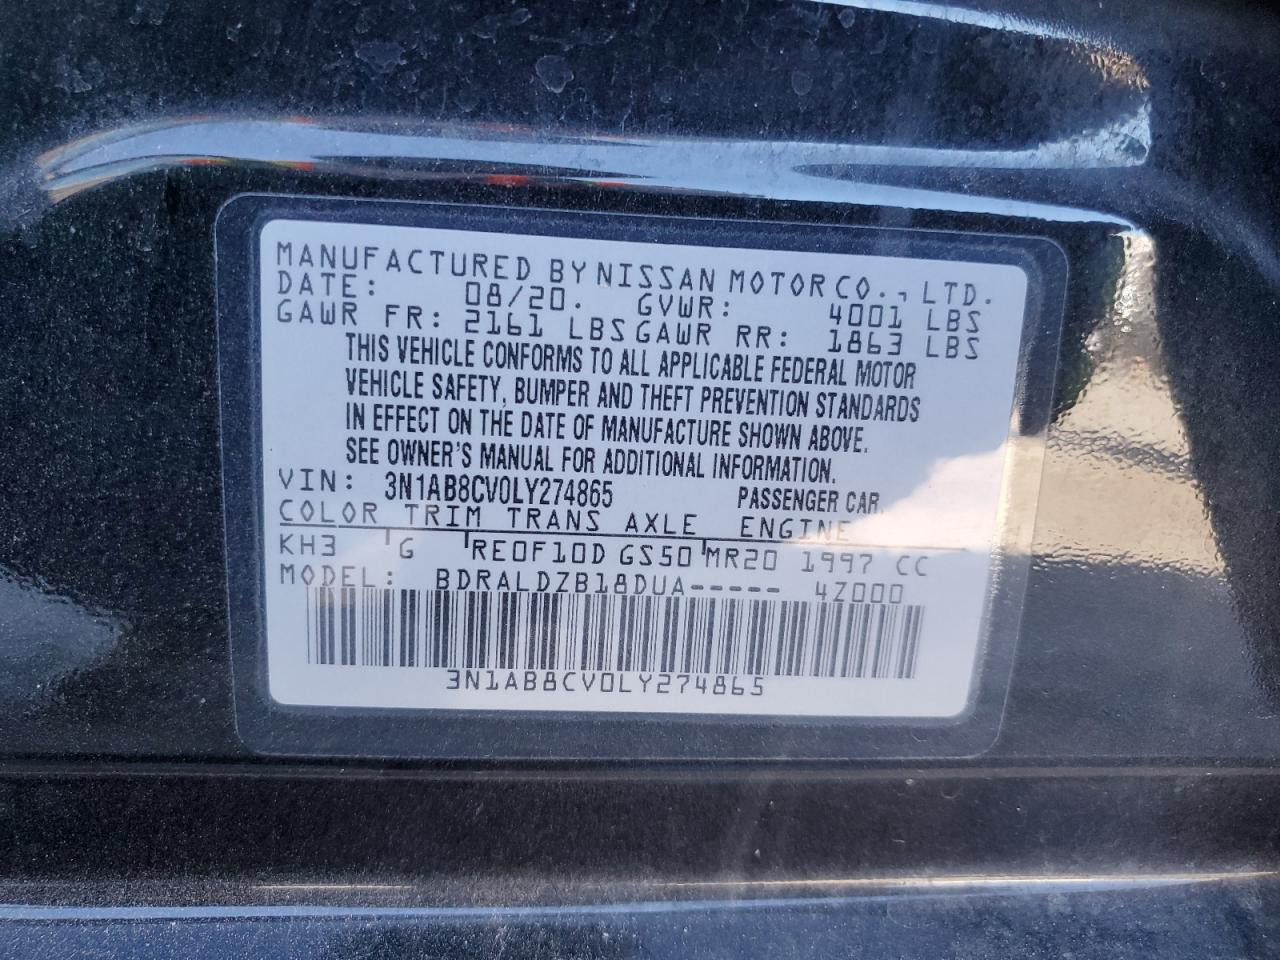 MANUFACTURED BY NISSAN MOTOR CO., LTD.
DATE: 08/20. GVWR: 4001 LBS
GAWR FR: 2161 LBS GAWR RR: 1863 LBS
THIS VEHICLE CONFORMS TO ALL APPLICABLE FEDERAL MOTOR
VEHICLE SAFETY, BUMPER AND THEFT PREVENTION STANDARDS
IN EFFECT ON THE DATE OF MANUFACTURE SHOWN ABOVE.
SEE OWNER'S MANUAL FOR ADDITIONAL INFORMATION.
VIN: 3N1AB8CV0LY274865 PASSENGER CAR.
COLOR TRIM TRANS AXLE ENGINE
KH3 G RE0F10D GS50 MR20 1997 CC
MODEL: BDRALDZB18DUA----- 4Z000
3N1AB8CV0LY274865